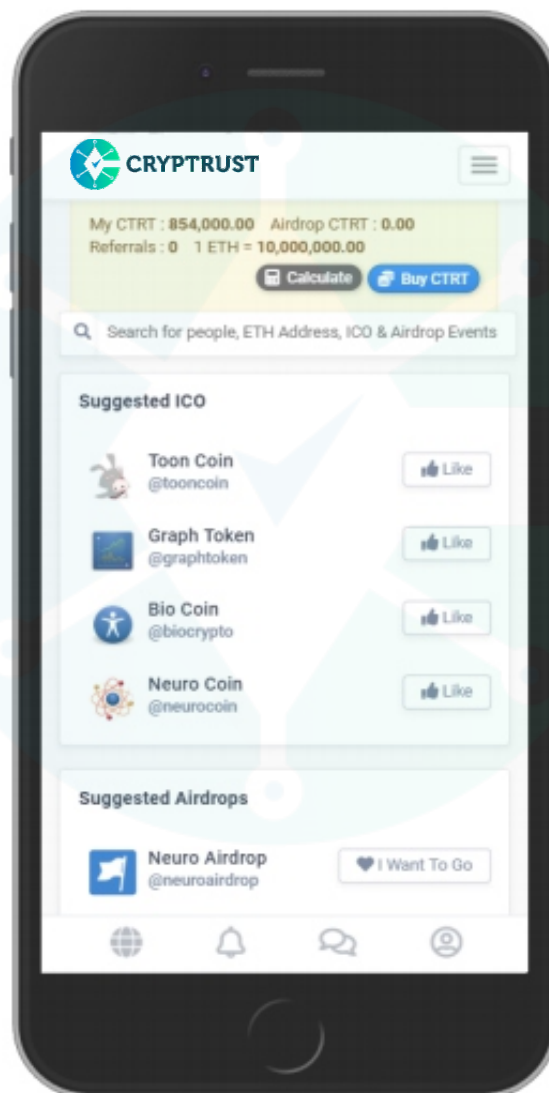 CRYPTRUST
My CTRT : 854,000.00 Airdrop CTRT : 0.00
Referrals : 0 1 ETH = 10,000,000.00
Calculate Buy CTRT
Search for people, ETH Address, ICO & Airdrop Events
Suggested ICO
Toon Coin
@tooncoin
Like
Graph Token
@graphtoken
Like
Bio Coin
@biocrypto
Like
Neuro Coin
@neurocoin
Like
Suggested Airdrops
Neuro Airdrop
@neuroairdrop
I Want To Go